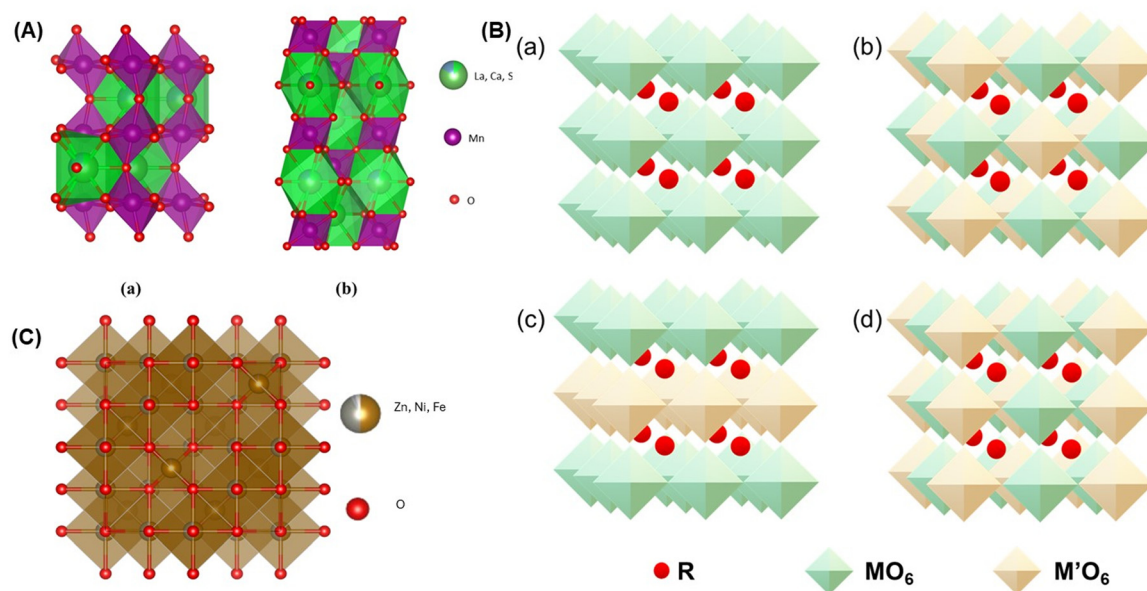 (A)
La, Ca, S
Mn
O
(a)
(b)
(B)
(a)
(b)
(c)
(d)
R
MO₆
M'O₆
(C)
Zn, Ni, Fe
O